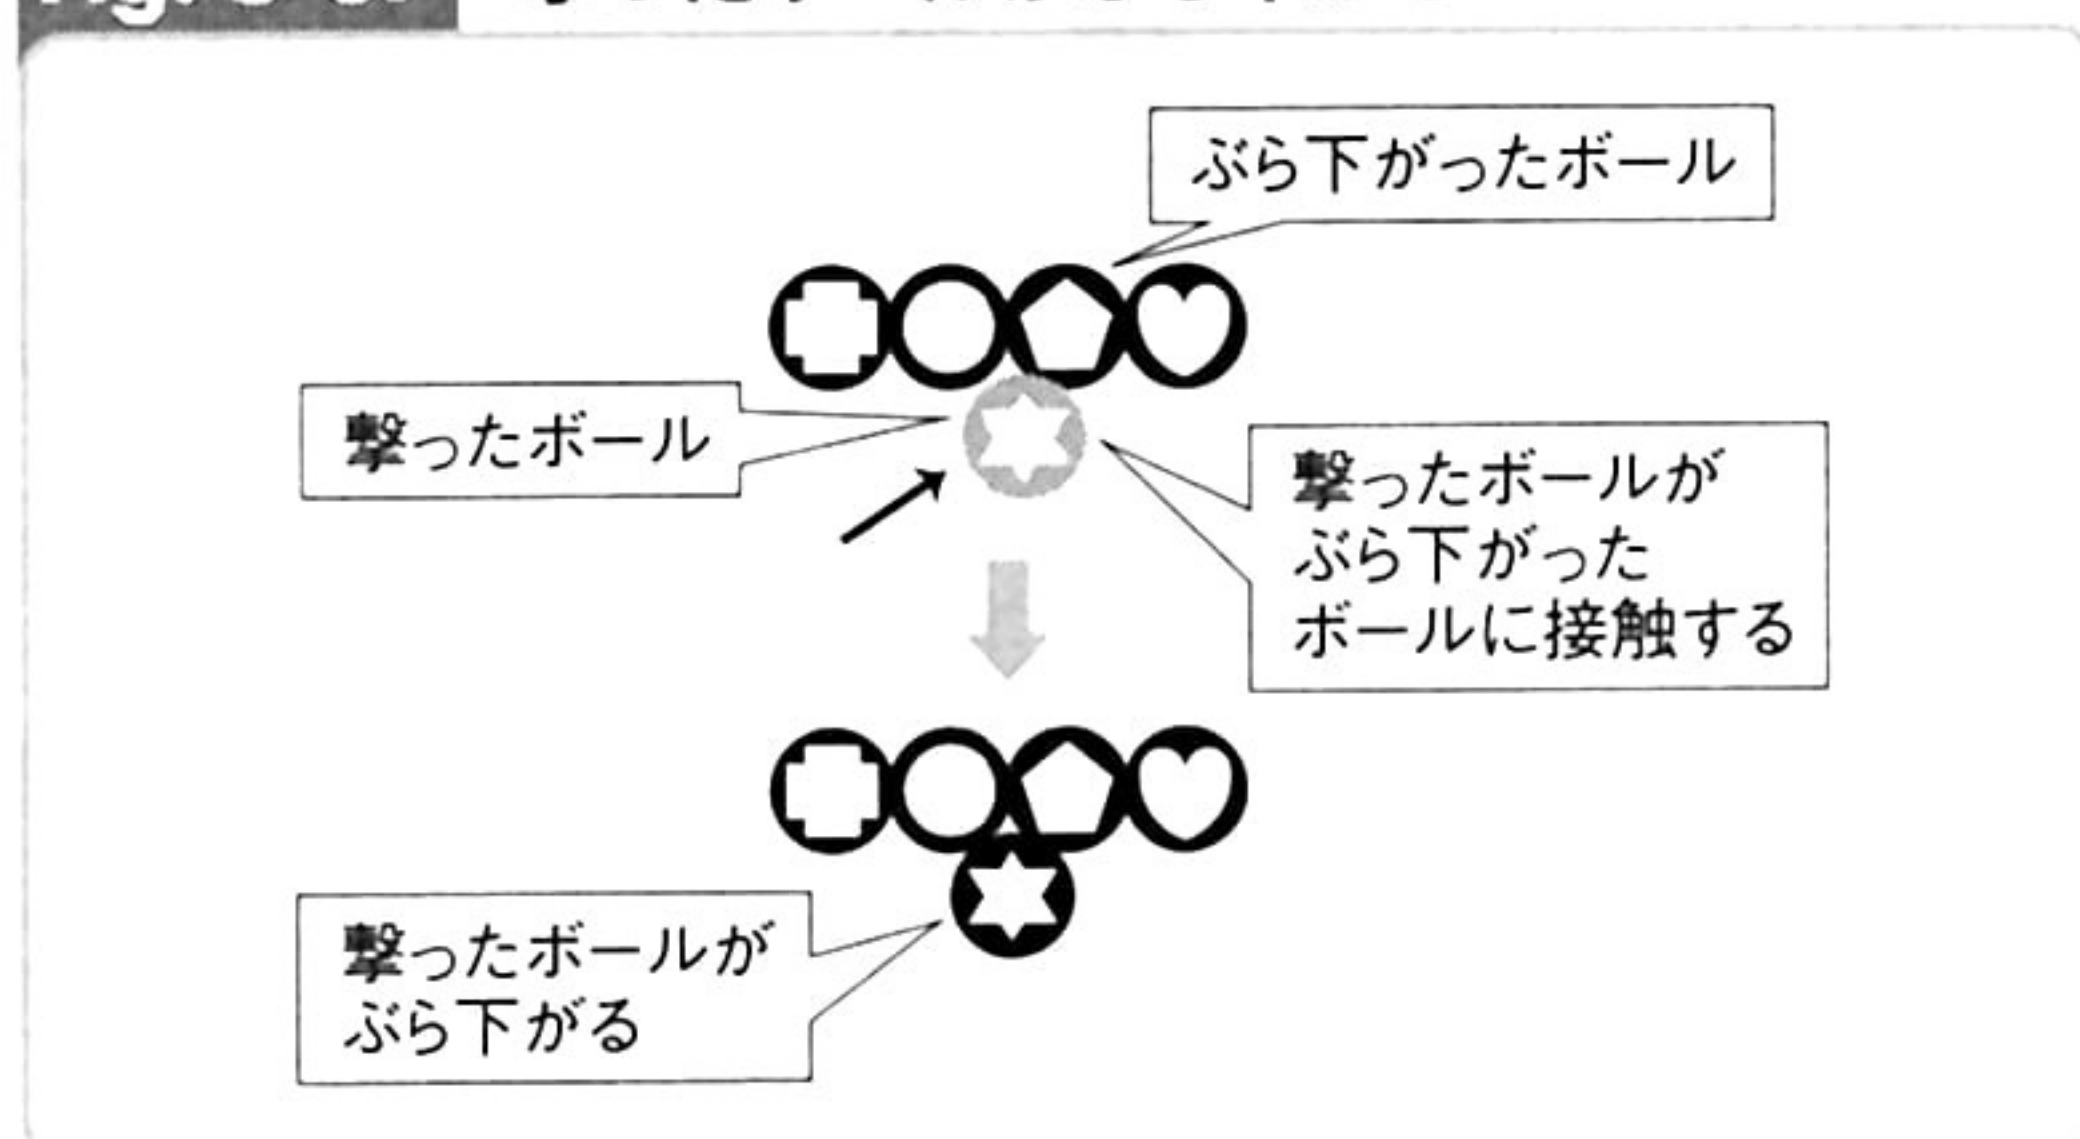 ぶら下がったボール
撃ったボール
撃ったボールが
ぶら下がった
ボールに接触する
撃ったボールが
ぶら下がる